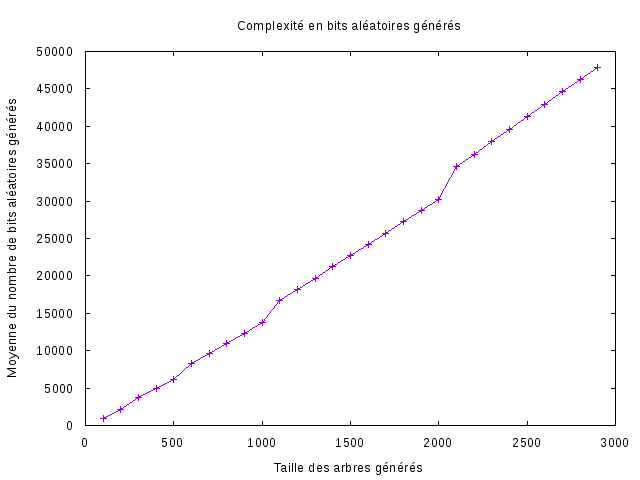 Complexité en bits aléatoires générés
50000
45000
40000
35000
30000
25000
20000
15000
10000
5000
0
Moyenne du nombre de bits aléatoires générés
0 500 1000 1500 2000 2500 3000
Taille des arbres générés